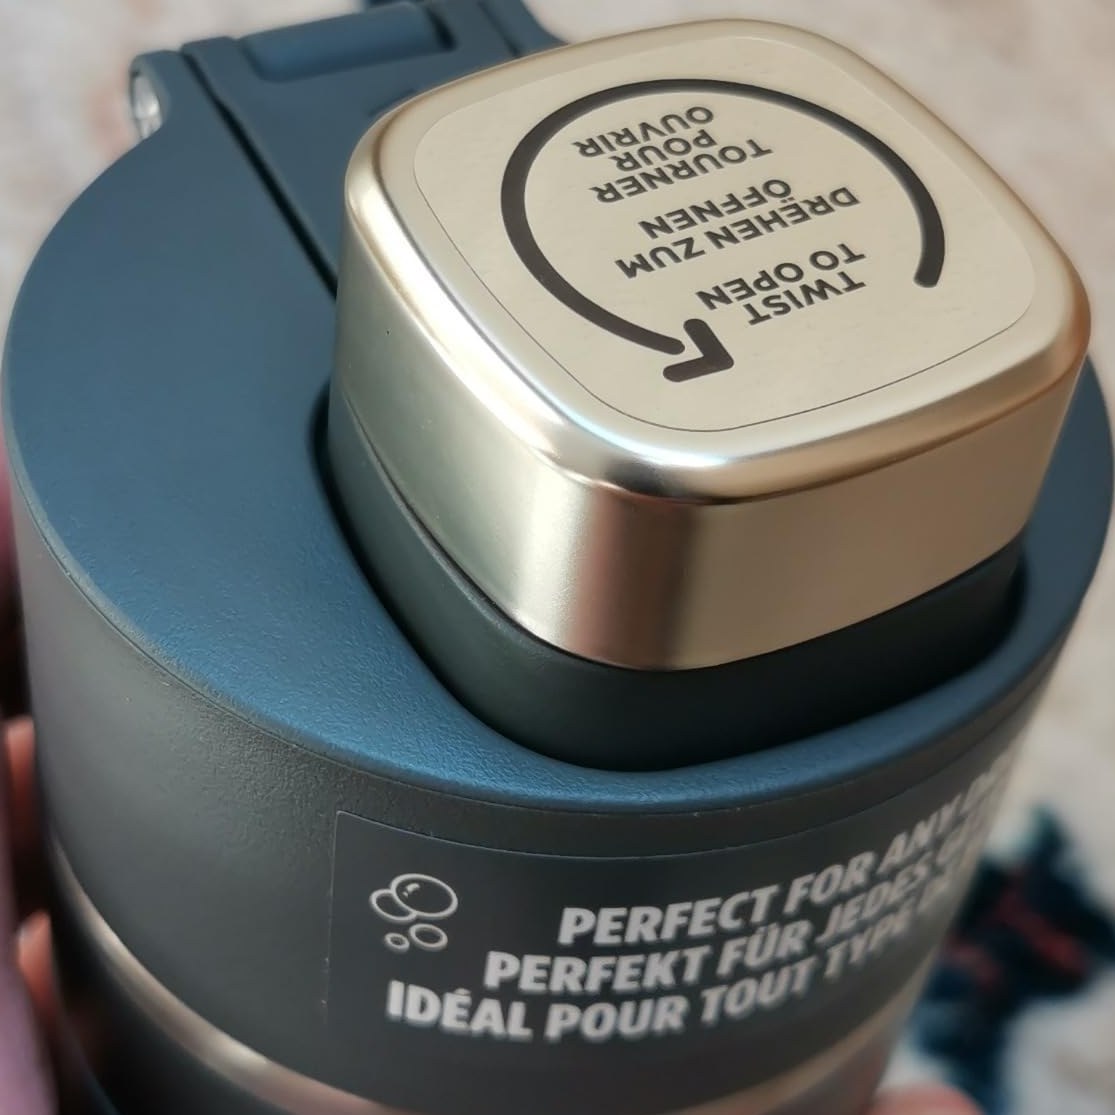 TWIST
TO OPEN
DREHEN ZUM
ÖFFNEN
TOURNER
POUR
OUVRIR
PERFECT FOR ANY
PERFEKT FÜR JEDES
IDÉAL POUR TOUT TYPE